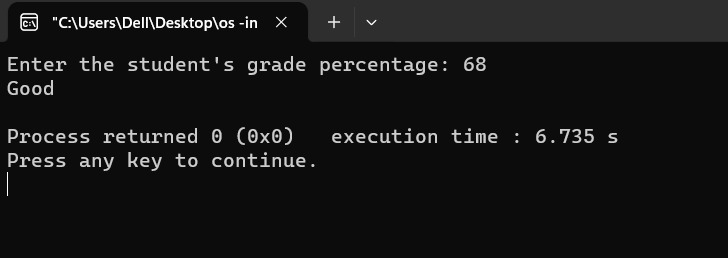 "C:\Users\Dell\Desktop\os -in
Enter the student's grade percentage: 68
Good
Process returned 0 (0x0)   execution time : 6.735 s
Press any key to continue.